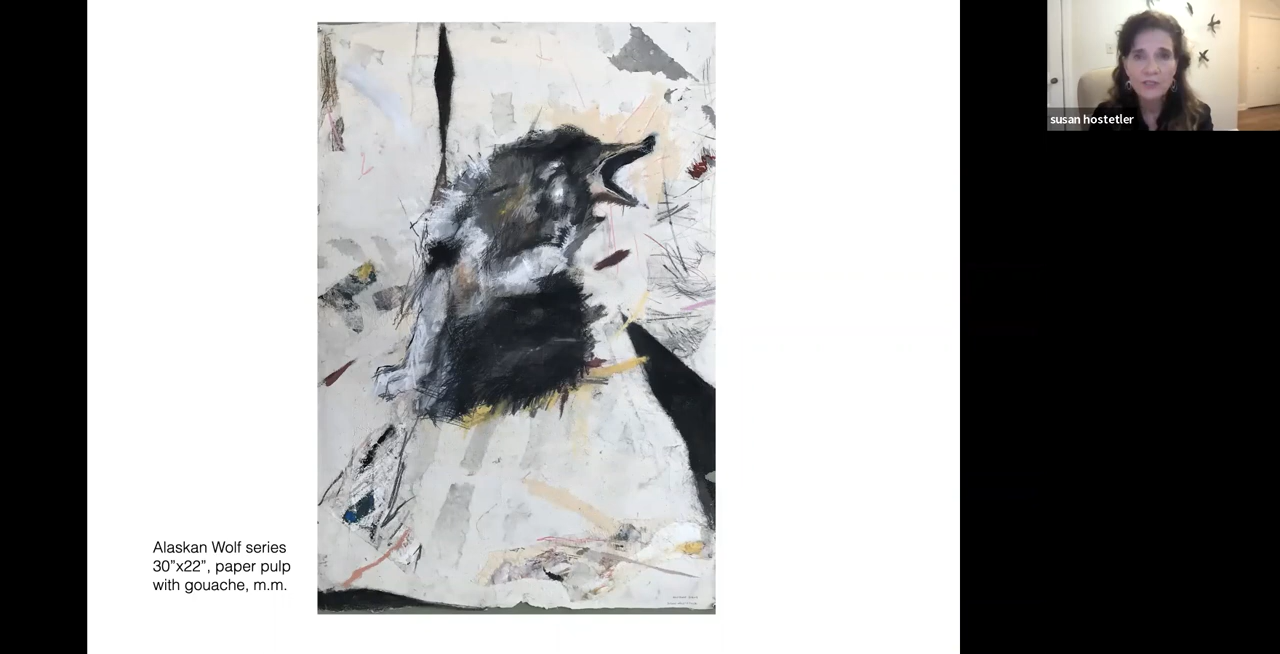 susan hostetler
Alaskan Wolf series
30”x22”, paper pulp
with gouache, m.m.